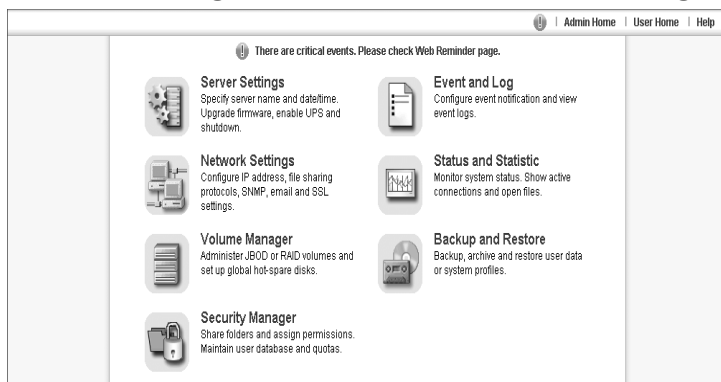 Admin Home | User Home | Help
There are critical events. Please check Web Reminder page.
Server Settings
Specify server name and date/time.
Upgrade firmware, enable UPS and
shutdown.
Event and Log
Configure event notification and view
event logs.
Network Settings
Configure IP address, file sharing
protocols, SNMP, email and SSL
settings.
Status and Statistic
Monitor system status. Show active
connections and open files.
Volume Manager
Administer JBOD or RAID volumes and
set up global hot-spare disks.
Backup and Restore
Backup, archive and restore user data
or system profiles.
Security Manager
Share folders and assign permissions.
Maintain user database and quotas.